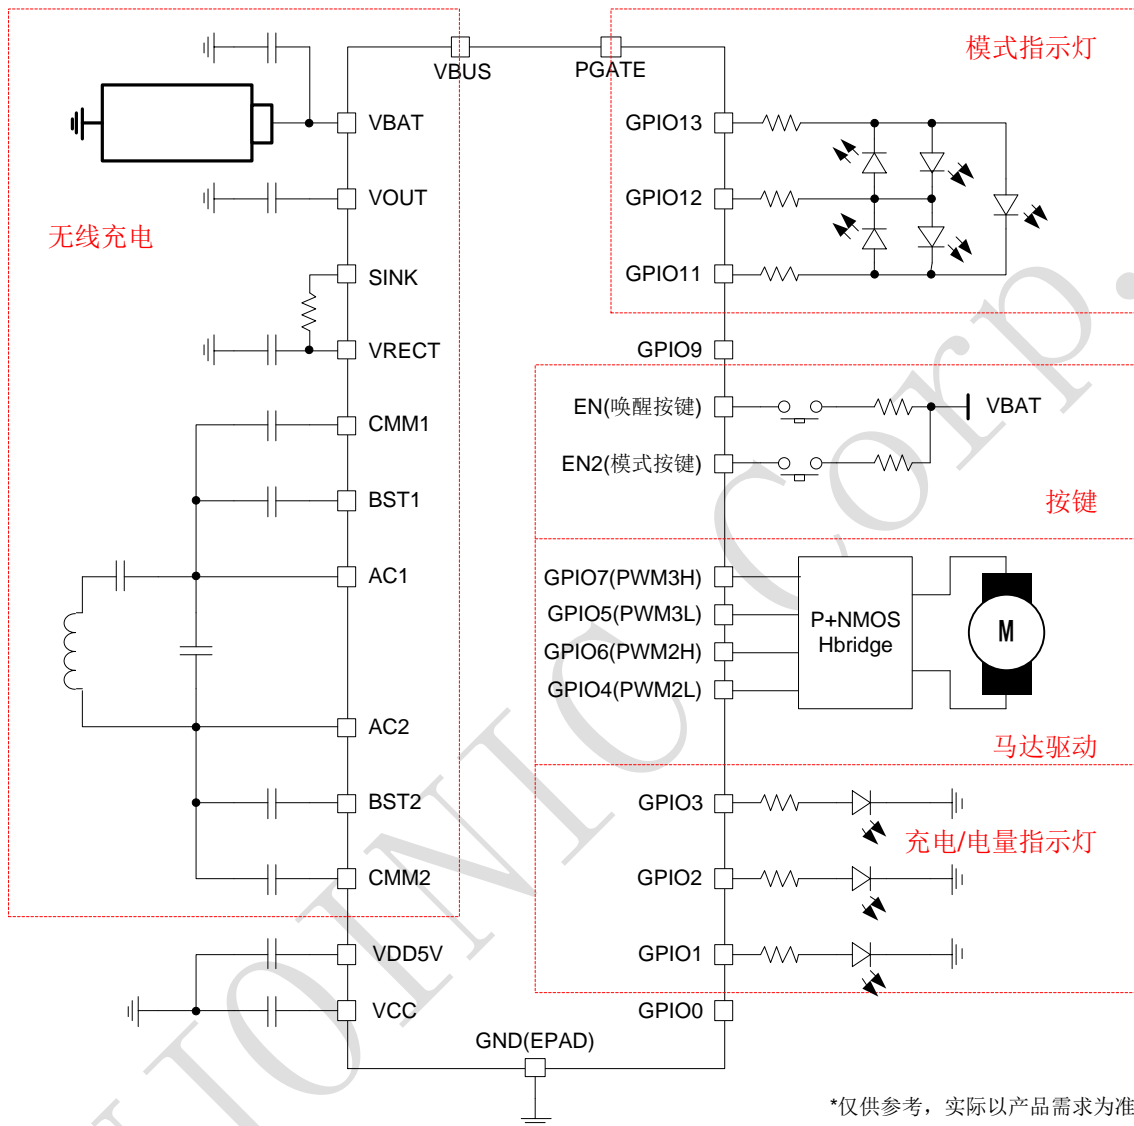 VBUS
PGATE
模式指示灯
VBAT
GPIO13
VOUT
GPIO12
无线充电
SINK
GPIO11
VRECT
GPIO9
CMM1
EN(唤醒按键)
VBAT
EN2(模式按键)
BST1
按键
AC1
GPIO7(PWM3H)
GPIO5(PWM3L)
P+NMOS
Hbridge
M
GPIO6(PWM2H)
GPIO4(PWM2L)
AC2
马达驱动
BST2
GPIO3
充电/电量指示灯
CMM2
GPIO2
VDD5V
GPIO1
VCC
GPIO0
GND(EPAD)
*仅供参考，实际以产品需求为准
IONIC Corp.